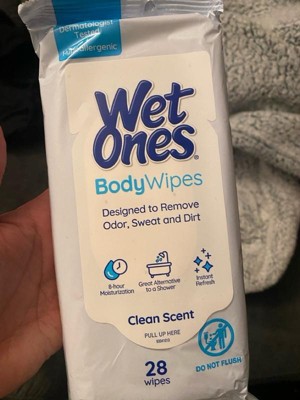 Dermatologist
Tested
Hypoallergenic
Wet
Ones®
BodyWipes
Designed to Remove
Odor, Sweat and Dirt
8-hour
Moisturization
Great Alternative
to a Shower
Instant
Refresh
Clean Scent
PULL UP HERE
28
wipes
DO NOT FLUSH